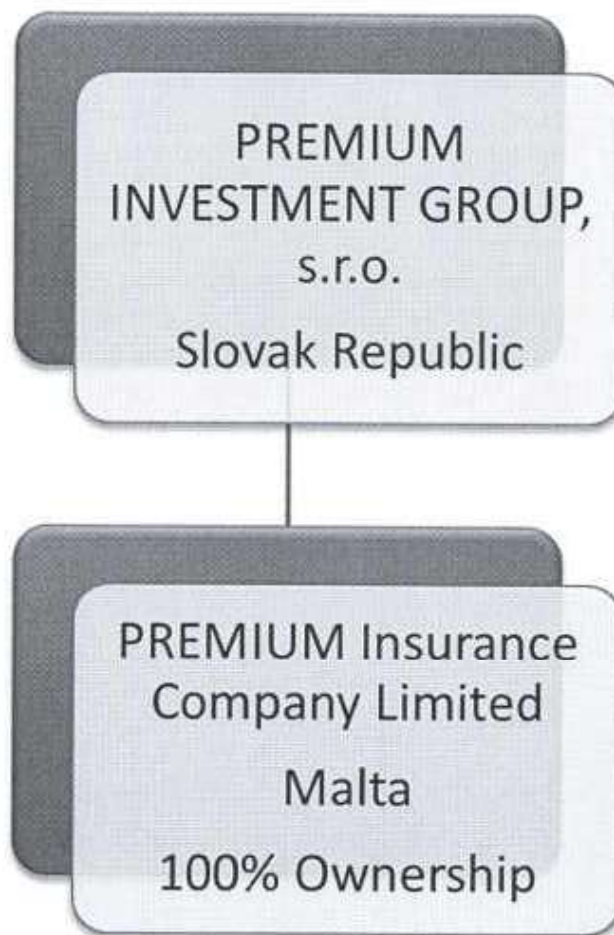 PREMIUM
INVESTMENT GROUP,
s.r.o.
Slovak Republic
PREMIUM Insurance
Company Limited
Malta
100% Ownership